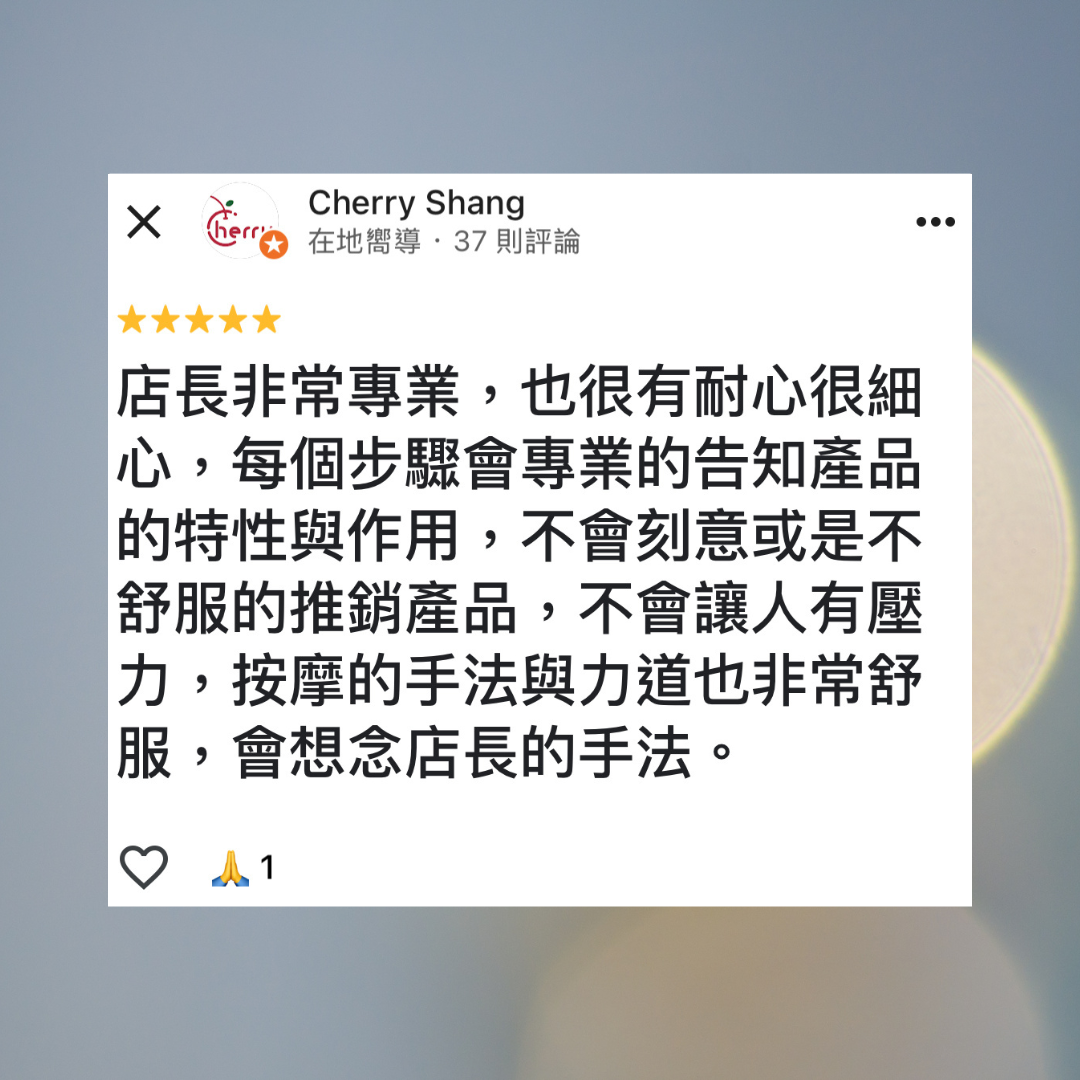 Cherry
Cherry Shang
在地嚮導・37 則評論
店長非常專業，也很有耐心很細
心，每個步驟會專業的告知產品
的特性與作用，不會刻意或是不
舒服的推銷產品，不會讓人有壓
力，按摩的手法與力道也非常舒
服，會想念店長的手法。
1